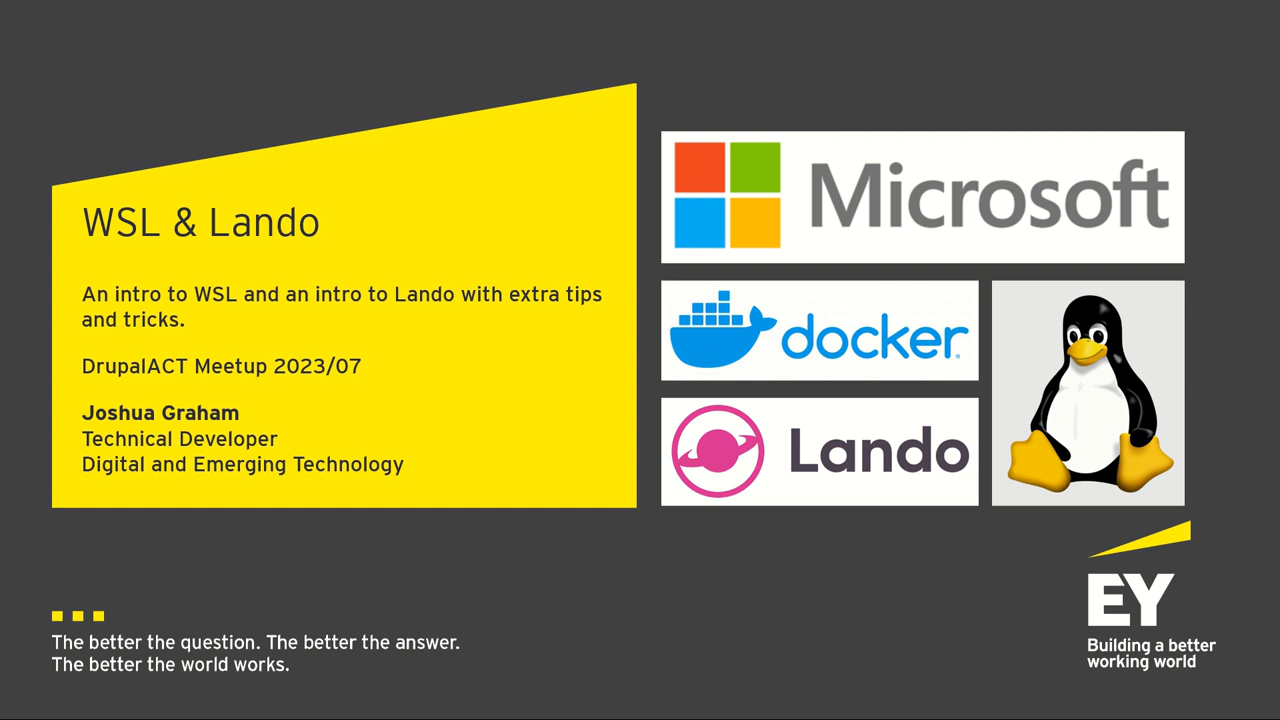 WSL & Lando
An intro to WSL and an intro to Lando with extra tips
and tricks.
DrupalACT Meetup 2023/07
Joshua Graham
Technical Developer
Digital and Emerging Technology
Microsoft
docker
Lando
The better the question. The better the answer.
The better the world works.
EY
Building a better
working world